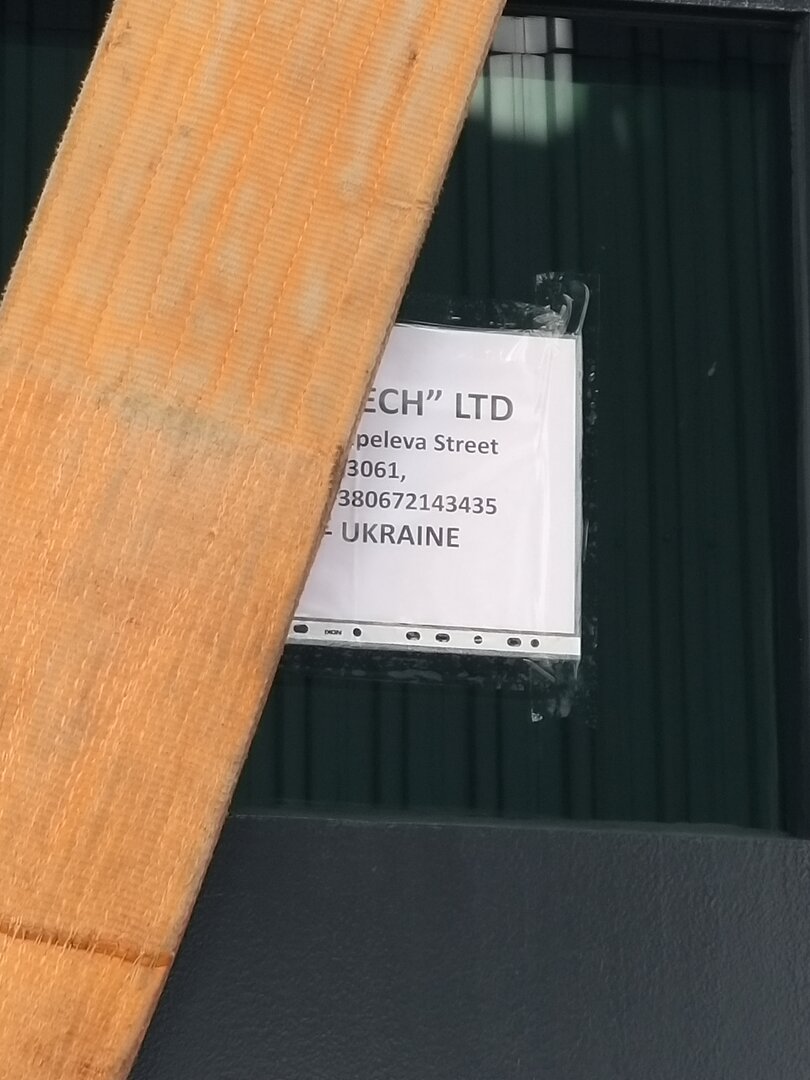 ECH” LTD
peleva Street
3061,
380672143435
- UKRAINE